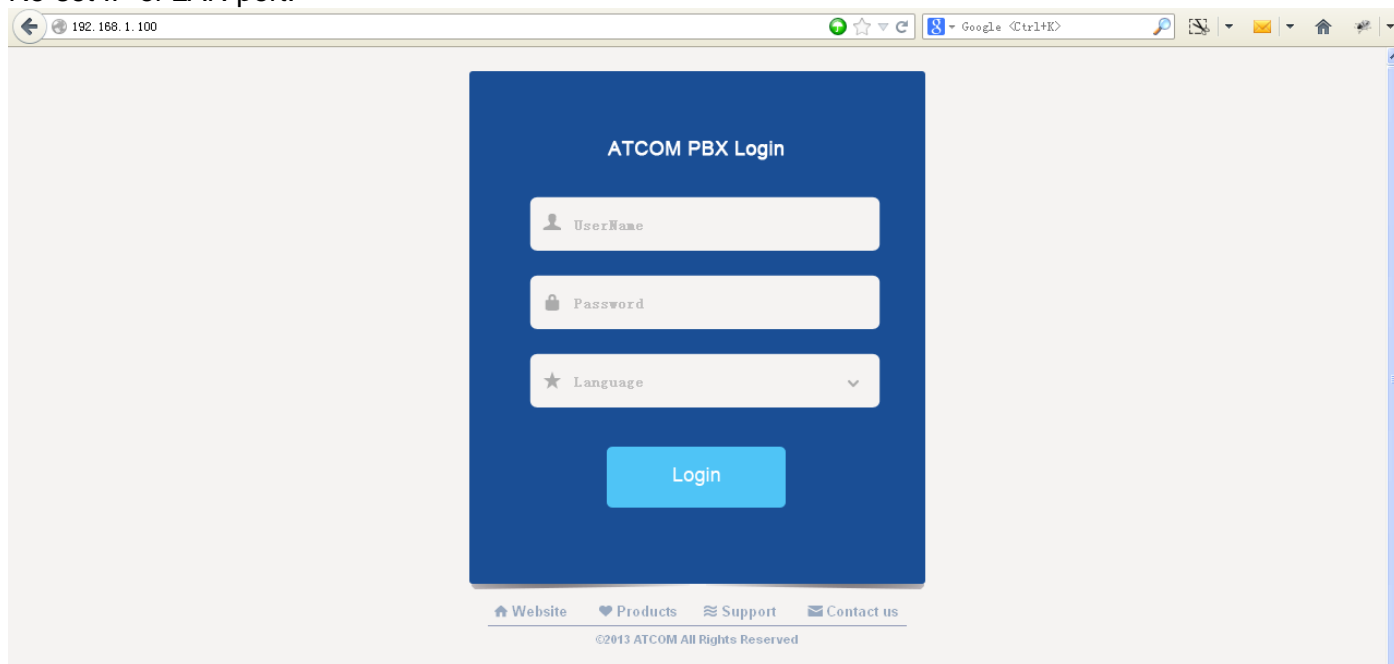 192.168.1.100 Google <Ctrl+K>
ATCOM PBX Login
UserName
Password
Language
Login
Website Products Support Contact us
©2013 ATCOM All Rights Reserved